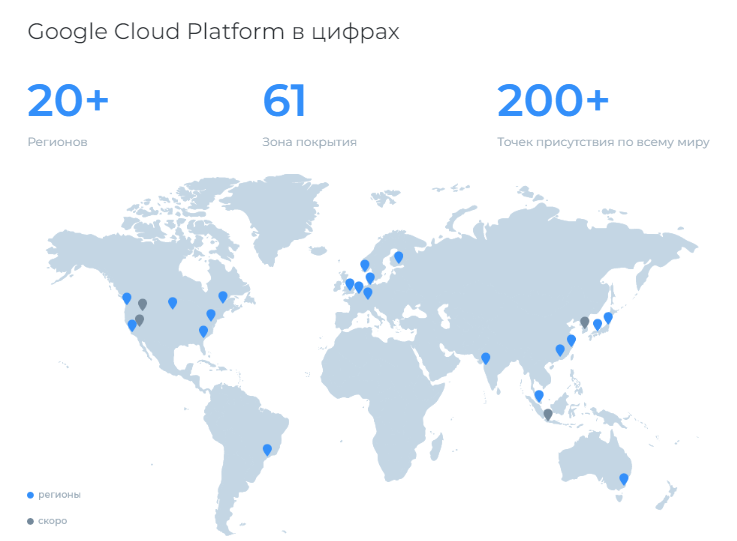 Google Cloud Platform в цифрах
20+
61
200+
Регионов
Зона покрытия
Точек присутствия по всему миру
регионы
скоро